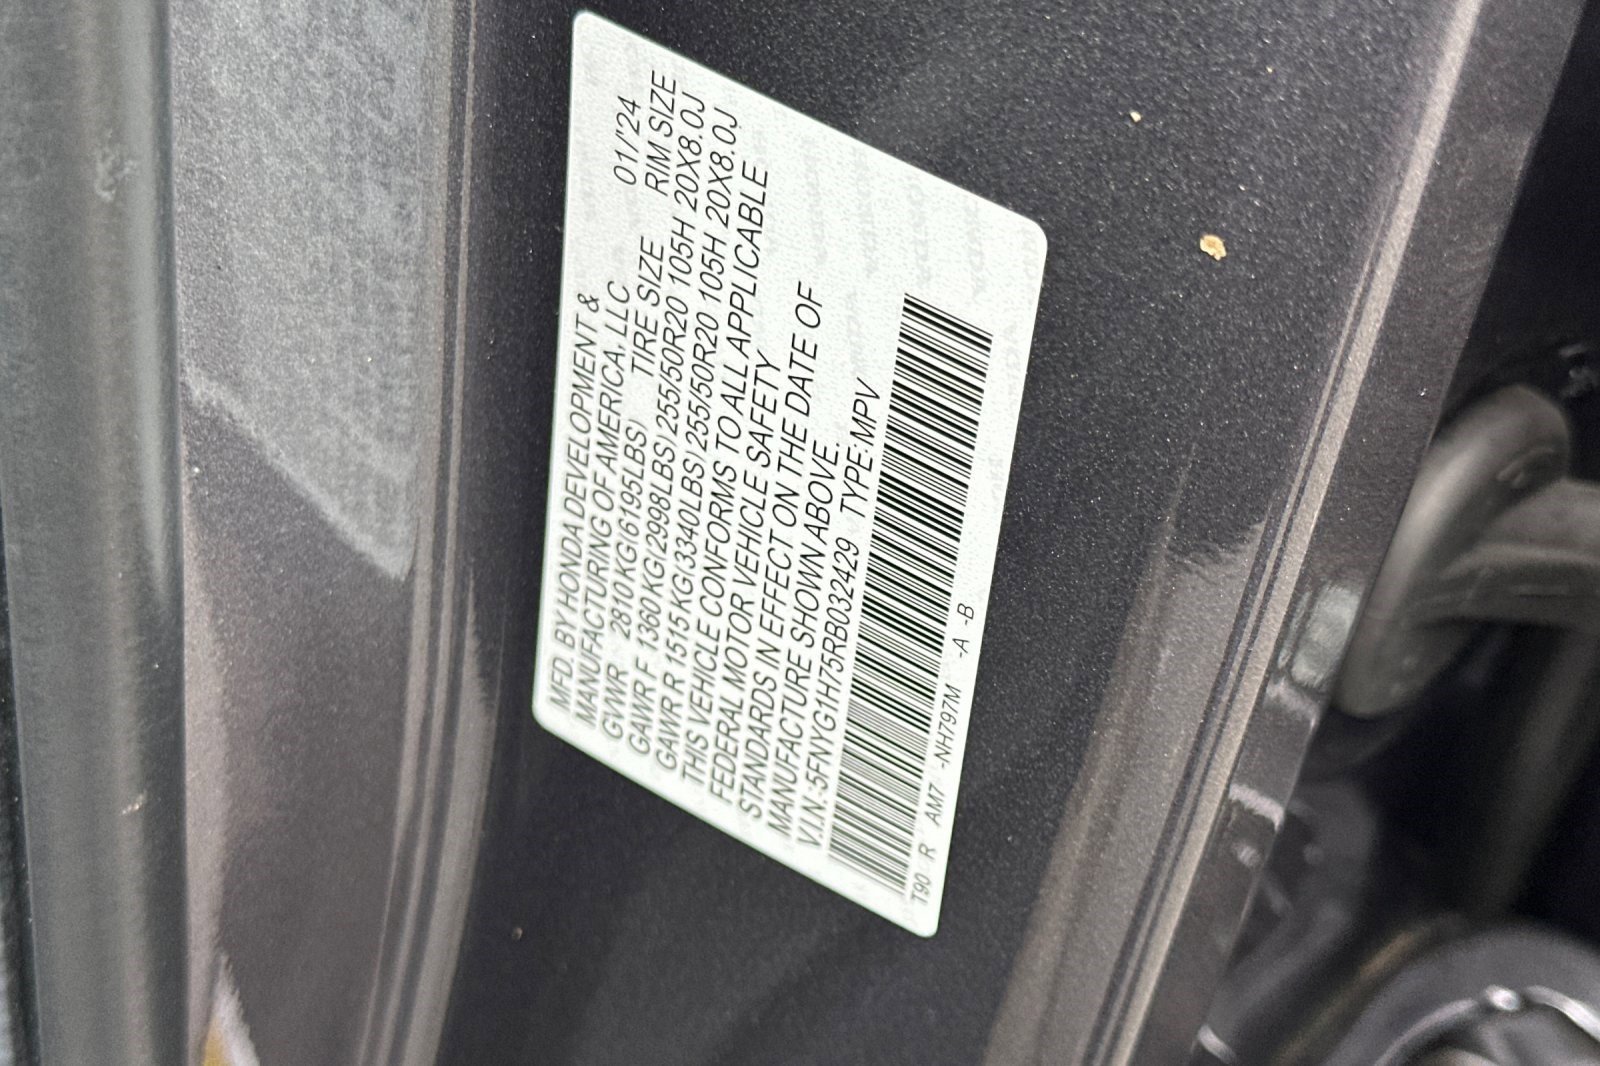 MFD. BY HONDA DEVELOPMENT &
MANUFACTURING OF AMERICA, LLC 01/'24
GVWR 2810KG(6195LBS) TIRE SIZE RIM SIZE
GAWR F 1360KG(2998LBS)255/50R20 105H 20X8.0J
GAWR R 1515KG(3340LBS)255/50R20 105H 20X8.0J
THIS VEHICLE CONFORMS TO ALL APPLICABLE
FEDERAL MOTOR VEHICLE SAFETY
STANDARDS IN EFFECT ON THE DATE OF
MANUFACTURE SHOWN ABOVE.
V.I.N:5FNYG1H75RB032429 TYPE:MPV
T90 R AM7 -NH797M -A -B